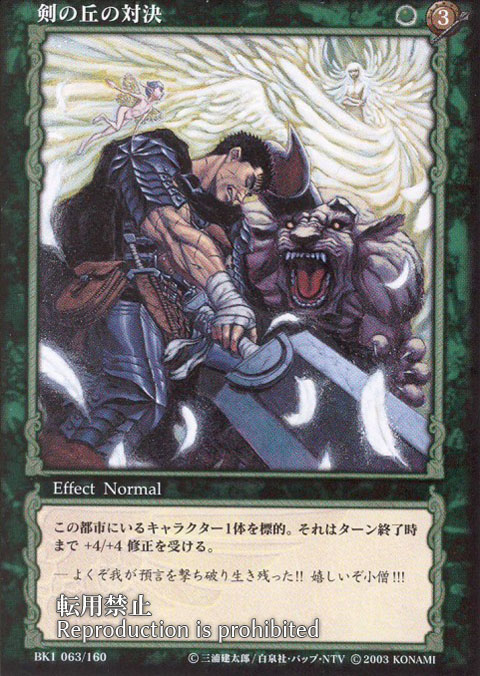 剣の丘の対決
3
Effect Normal
この都市にいるキャラクター1体を標的。それはターン終了時
まで +4/+4 修正を受ける。
― よくぞ我が預言を撃ち破り生き残った!! 嬉しいぞ小僧!!!
転用禁止
Reproduction is prohibited
BK1 063/160
©三浦建太郎/白泉社・バップ・NTV ©2003 KONAMI